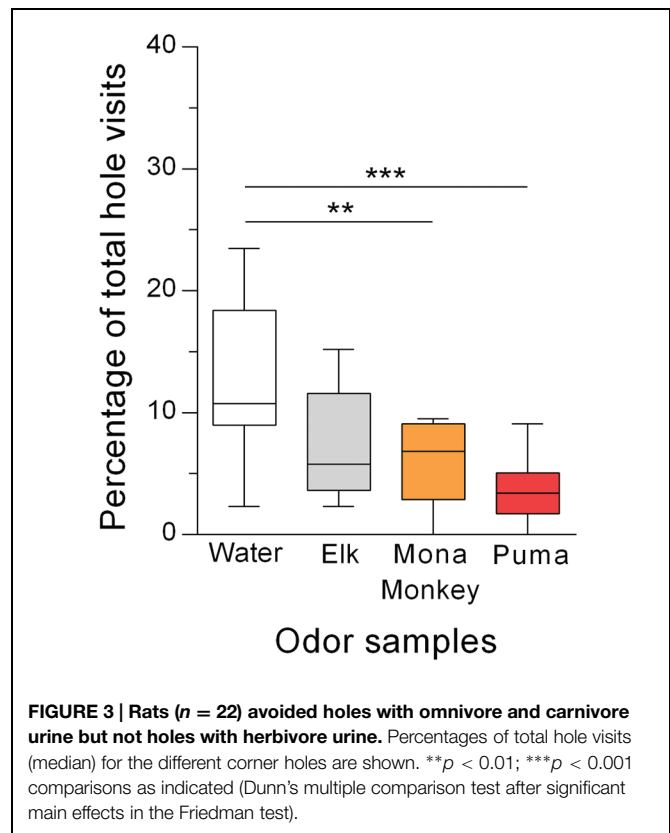 Percentage of total hole visits
40
30
20
10
0
***
**
Water Elk Mona Monkey Puma
Odor samples
FIGURE 3 | Rats (n = 22) avoided holes with omnivore and carnivore
urine but not holes with herbivore urine. Percentages of total hole visits
(median) for the different corner holes are shown. **p < 0.01; ***p < 0.001
comparisons as indicated (Dunn’s multiple comparison test after significant
main effects in the Friedman test).